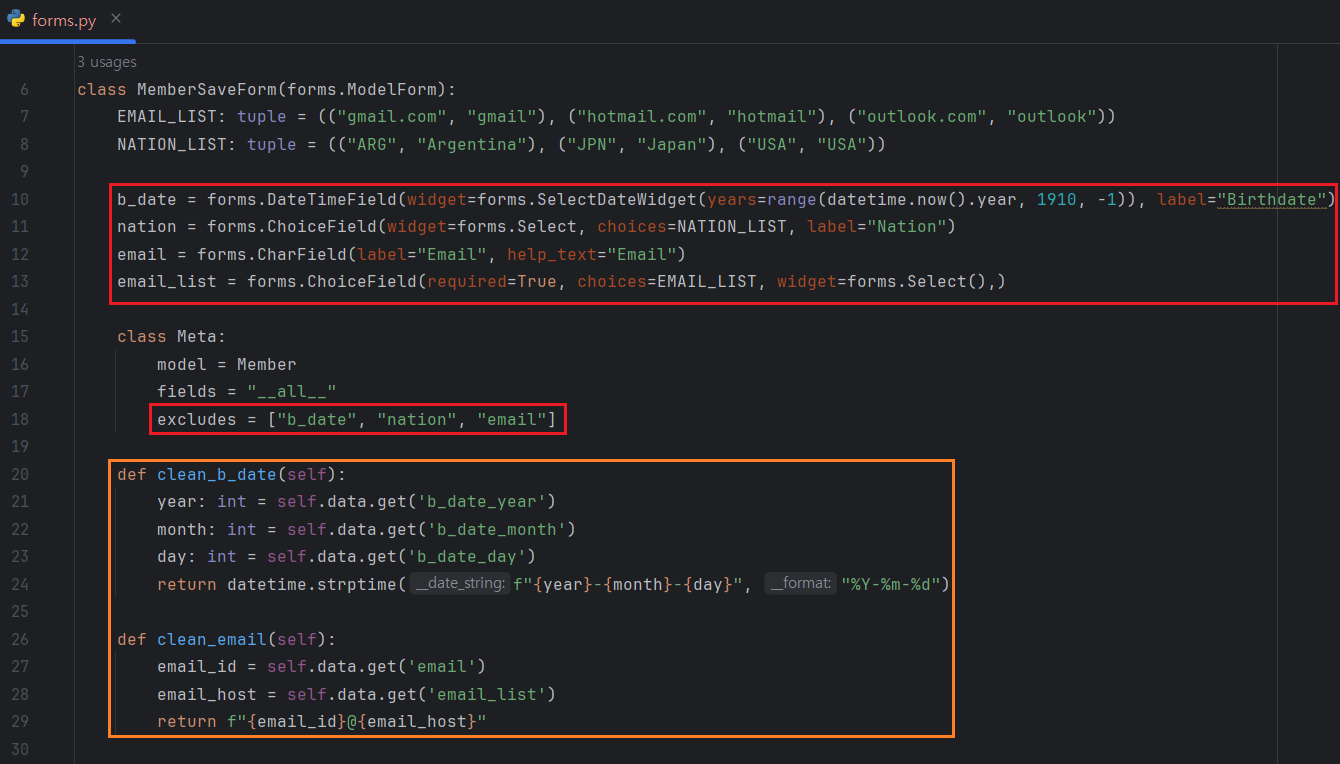 forms.py
3 usages
6 class MemberSaveForm(forms.ModelForm):
7     EMAIL_LIST: tuple = (("gmail.com", "gmail"), ("hotmail.com", "hotmail"), ("outlook.com", "outlook"))
8     NATION_LIST: tuple = (("ARG", "Argentina"), ("JPN", "Japan"), ("USA", "USA"))
9
10     b_date = forms.DateTimeField(widget=forms.SelectDateWidget(years=range(datetime.now().year, 1910, -1)), label="Birthdate")
11     nation = forms.ChoiceField(widget=forms.Select, choices=NATION_LIST, label="Nation")
12     email = forms.CharField(label="Email", help_text="Email")
13     email_list = forms.ChoiceField(required=True, choices=EMAIL_LIST, widget=forms.Select(),)
14
15     class Meta:
16         model = Member
17         fields = "__all__"
18         excludes = ["b_date", "nation", "email"]
19
20     def clean_b_date(self):
21         year: int = self.data.get('b_date_year')
22         month: int = self.data.get('b_date_month')
23         day: int = self.data.get('b_date_day')
24         return datetime.strptime( __date_string: f"{year}-{month}-{day}", __format: "%Y-%m-%d")
25
26     def clean_email(self):
27         email_id = self.data.get('email')
28         email_host = self.data.get('email_list')
29         return f"{email_id}@{email_host}"
30